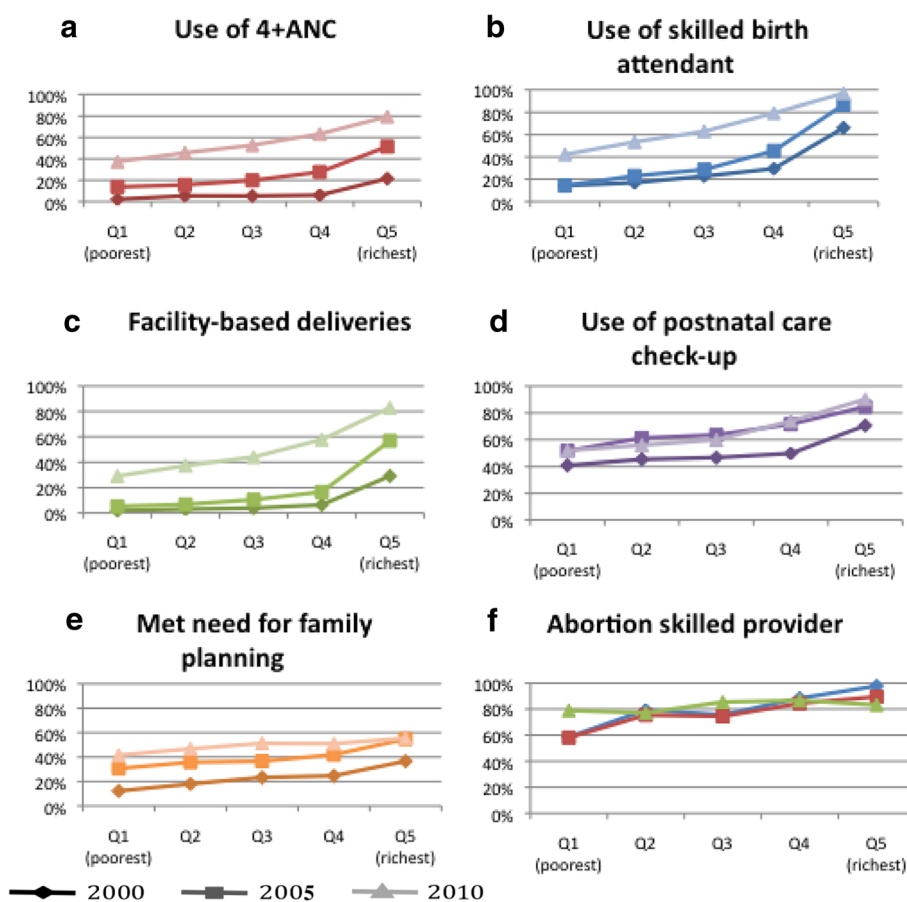 a
Use of 4+ANC
100%
80%
60%
40%
20%
0%
Q1 Q2 Q3 Q4 Q5
(poorest) (richest)
b
Use of skilled birth
attendant
100%
80%
60%
40%
20%
0%
Q1 Q2 Q3 Q4 Q5
(poorest) (richest)
c
Facility-based deliveries
100%
80%
60%
40%
20%
0%
Q1 Q2 Q3 Q4 Q5
(poorest) (richest)
d
Use of postnatal care
check-up
100%
80%
60%
40%
20%
0%
Q1 Q2 Q3 Q4 Q5
(poorest) (richest)
e
Met need for family
planning
100%
80%
60%
40%
20%
0%
Q1 Q2 Q3 Q4 Q5
(poorest) (richest)
f
Abortion skilled provider
100%
80%
60%
40%
20%
0%
Q1 Q2 Q3 Q4 Q5
(poorest) (richest)
2000 2005 2010